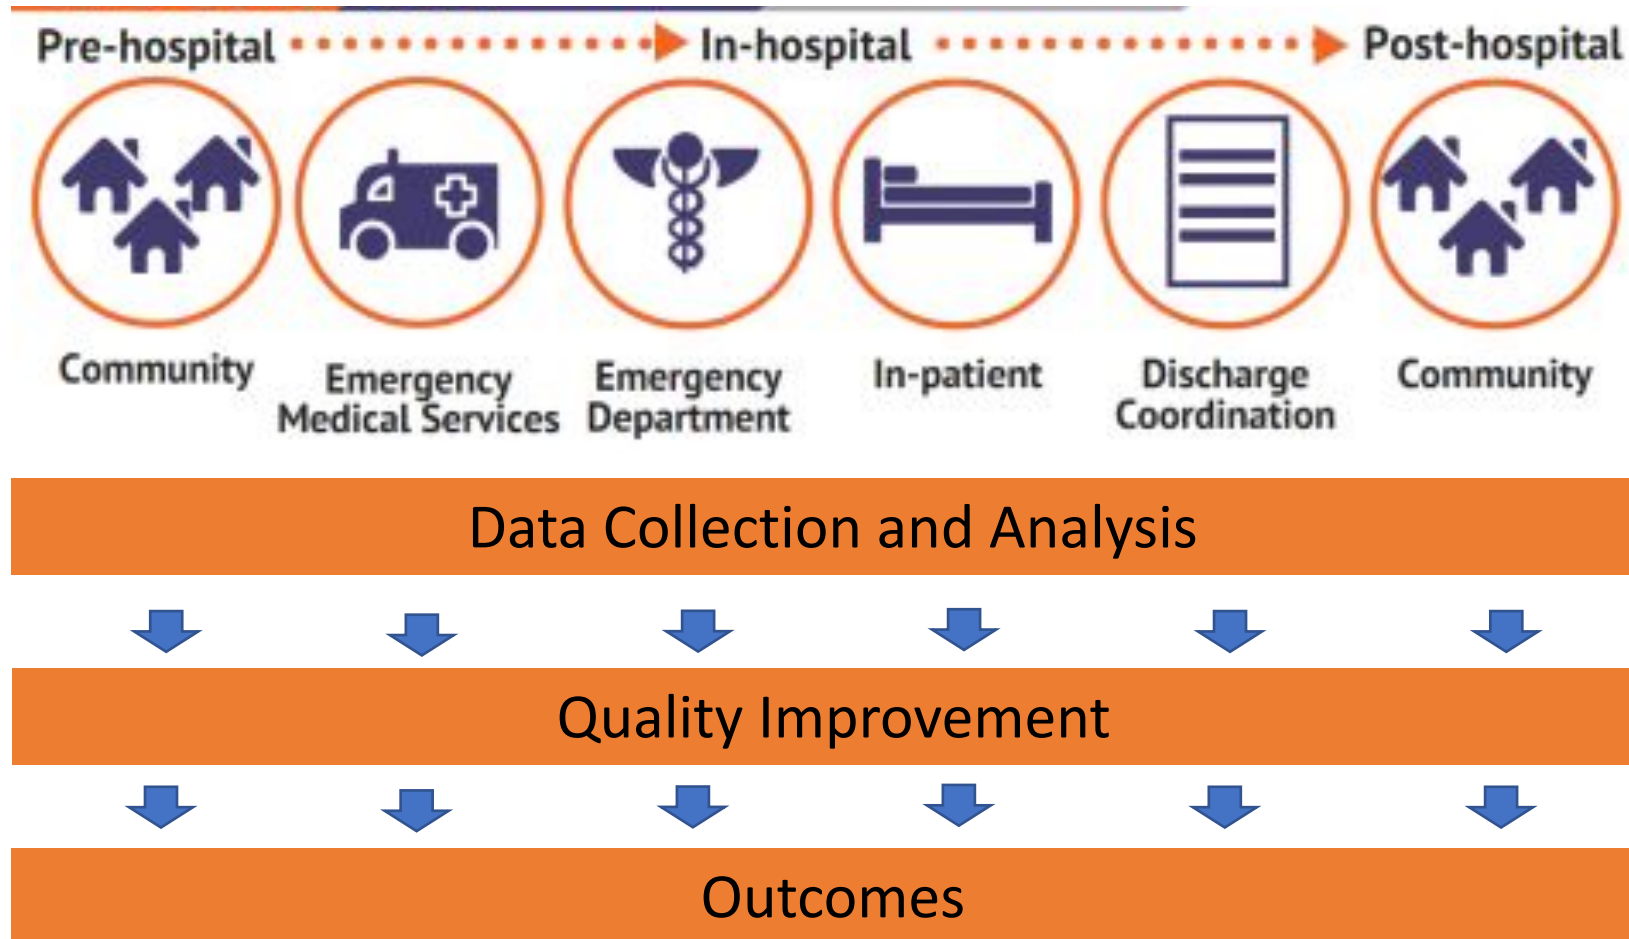 Pre-hospital In-hospital Post-hospital
Community
Emergency
Medical Services
Emergency
Department
In-patient
Discharge
Coordination
Community
Data Collection and Analysis
Quality Improvement
Outcomes